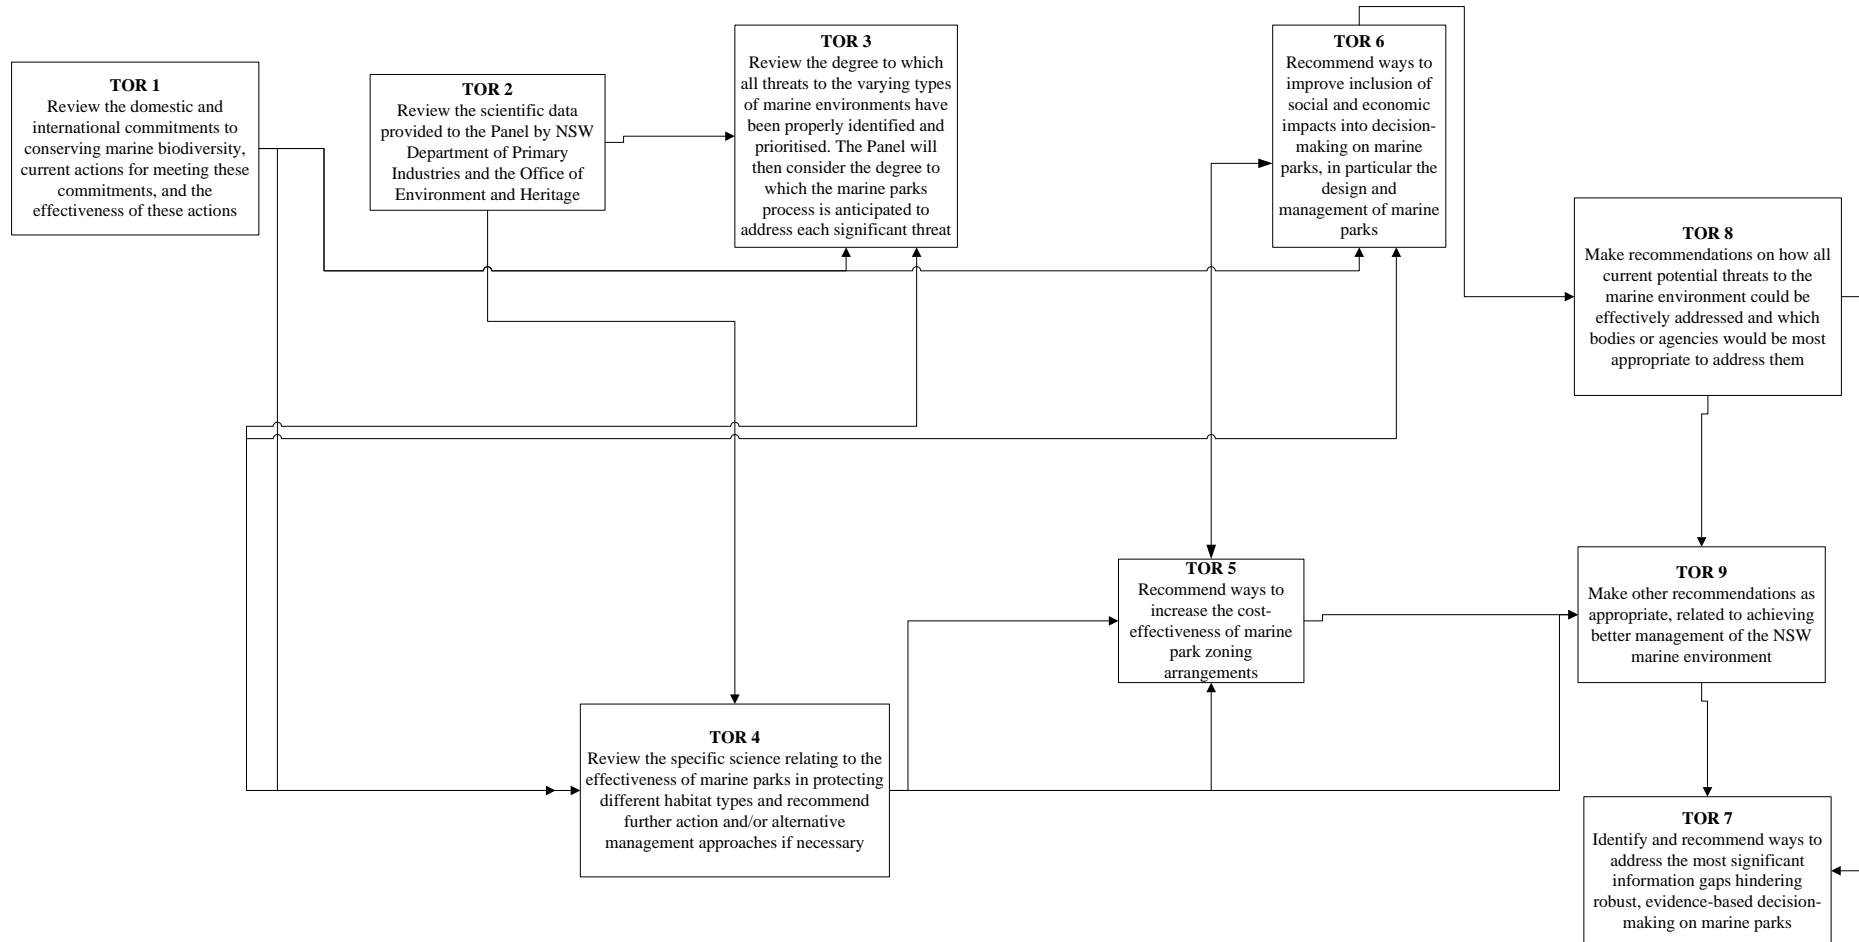 TOR 1
Review the domestic and
international commitments to
conserving marine biodiversity,
current actions for meeting these
commitments, and the
effectiveness of these actions
TOR 2
Review the scientific data
provided to the Panel by NSW
Department of Primary
Industries and the Office of
Environment and Heritage
TOR 3
Review the degree to which
all threats to the varying types
of marine environments have
been properly identified and
prioritised. The Panel will
then consider the degree to
which the marine parks
process is anticipated to
address each significant threat
TOR 6
Recommend ways to
improve inclusion of
social and economic
impacts into decision-
making on marine
parks, in particular the
design and
management of marine
parks
TOR 8
Make recommendations on how all
current potential threats to the
marine environment could be
effectively addressed and which
bodies or agencies would be most
appropriate to address them
TOR 5
Recommend ways to
increase the cost-
effectiveness of marine
park zoning
arrangements
TOR 9
Make other recommendations as
appropriate, related to achieving
better management of the NSW
marine environment
TOR 4
Review the specific science relating to the
effectiveness of marine parks in protecting
different habitat types and recommend
further action and/or alternative
management approaches if necessary
TOR 7
Identify and recommend ways to
address the most significant
information gaps hindering
robust, evidence-based decision-
making on marine parks